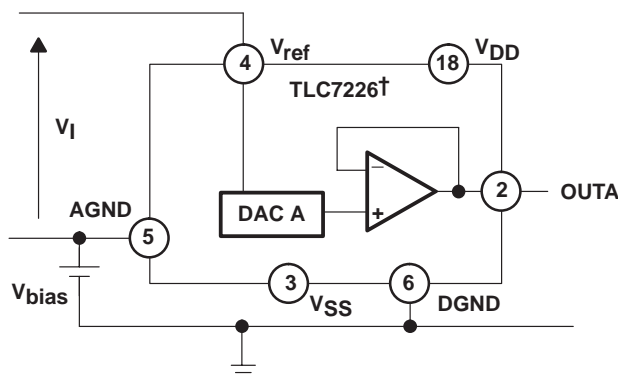 Vref
VDD
4
18
TLC7226†
VI
–
AGND
DAC A
+
2
OUTA
5
3
6
VSS
DGND
Vbias